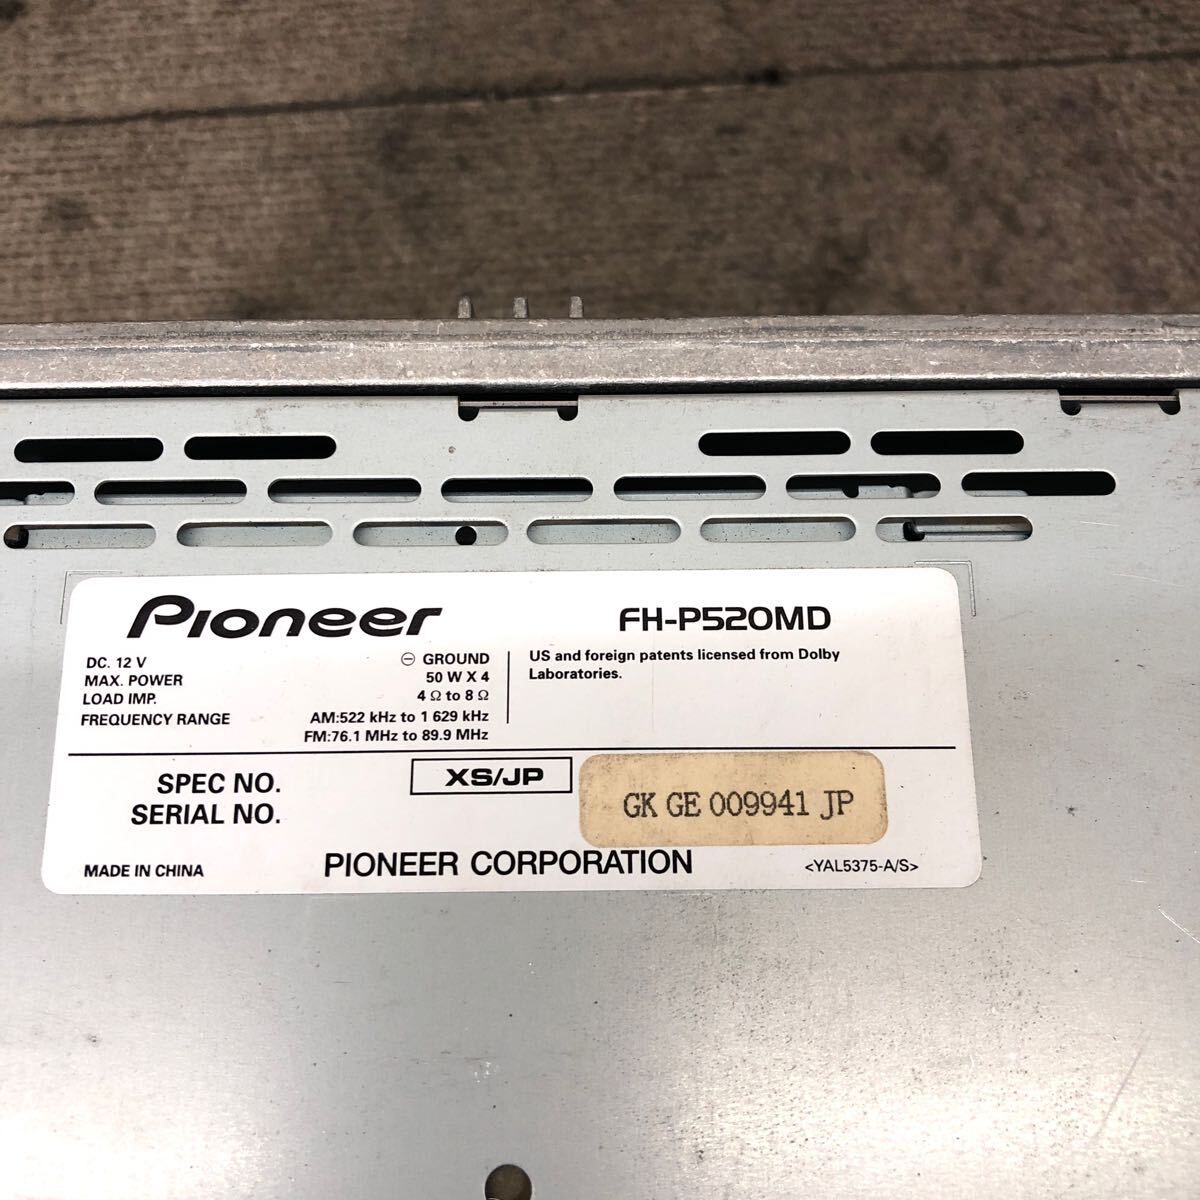 Pioneer FH-P520MD
DC. 12 V ⊖ GROUND
MAX. POWER 50 W X 4
LOAD IMP. 4 Ω to 8 Ω
FREQUENCY RANGE AM:522 kHz to 1 629 kHz
FM:76.1 MHz to 89.9 MHz
US and foreign patents licensed from Dolby
Laboratories.
SPEC NO. XS/JP
SERIAL NO. GK GE 009941 JP
MADE IN CHINA PIONEER CORPORATION <YAL5375-A/S>